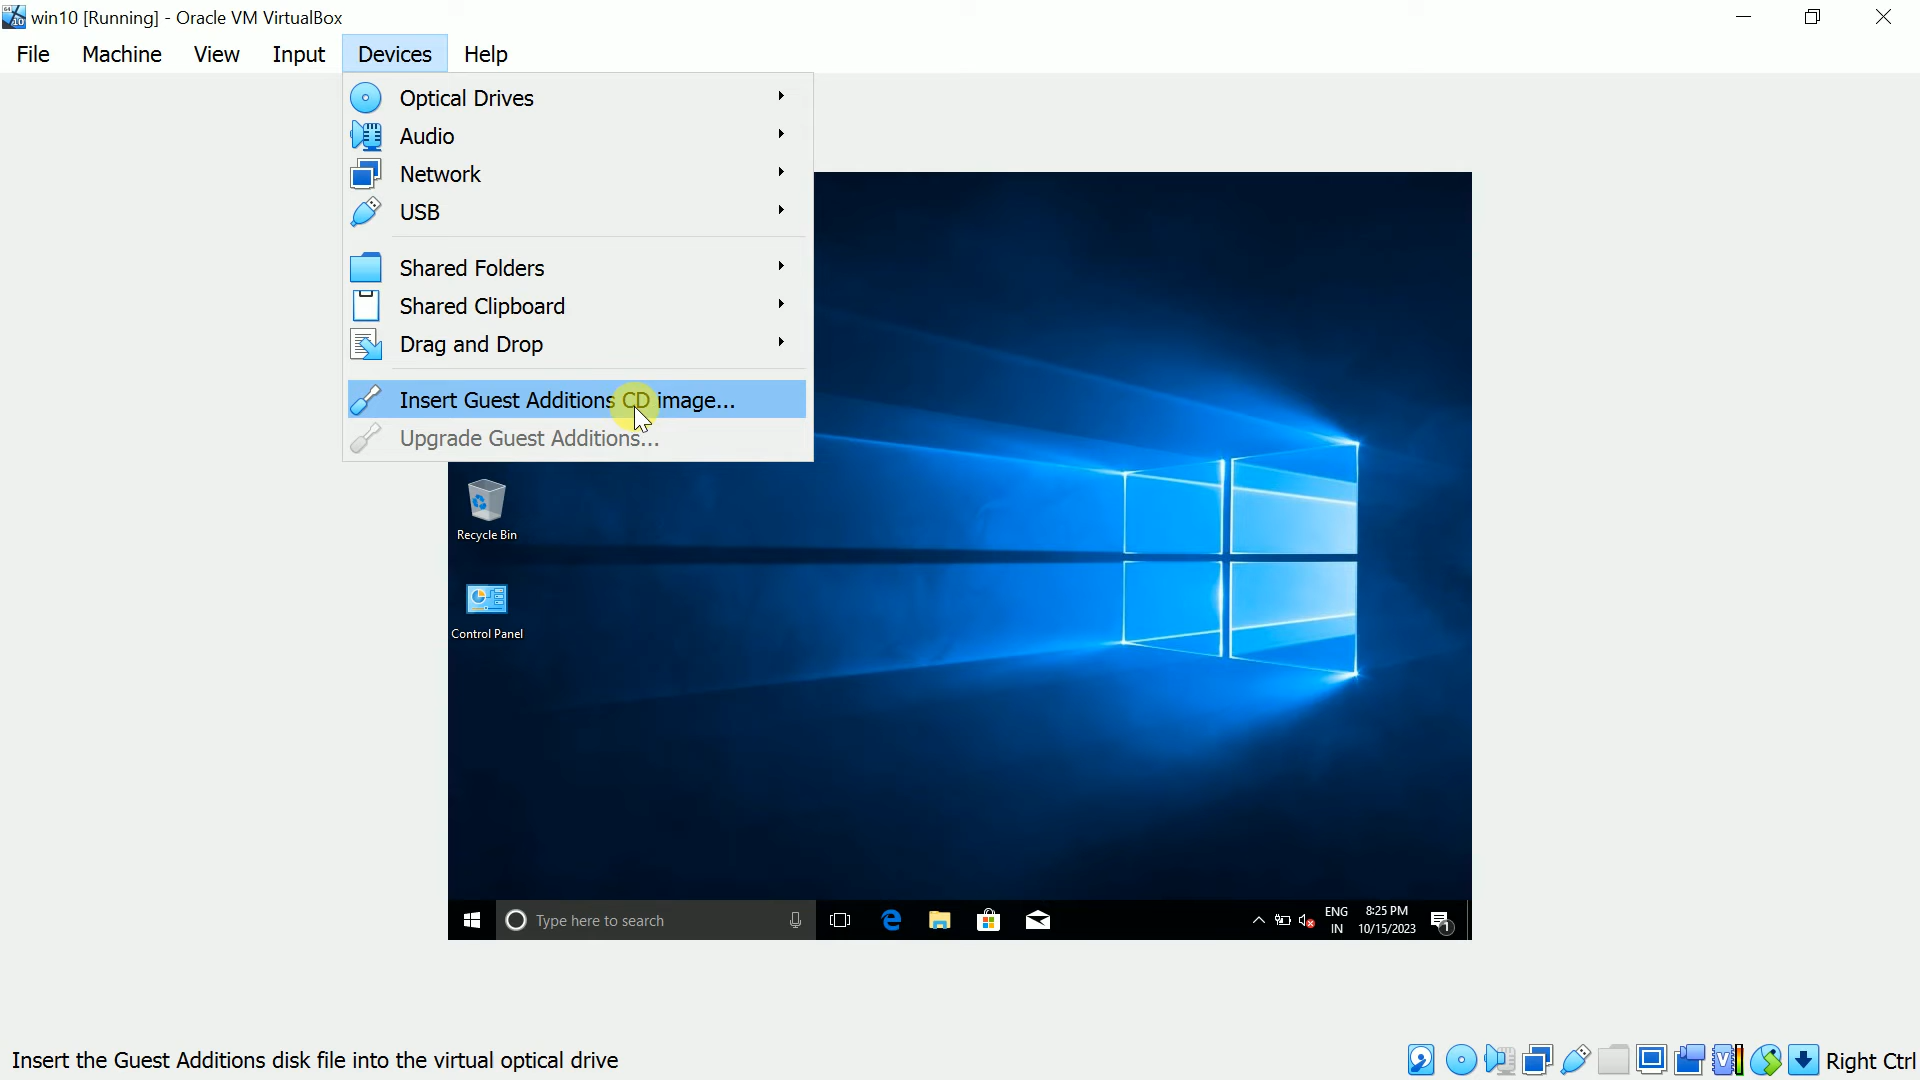 win10 [Running] - Oracle VM VirtualBox
File Machine View Input Devices Help
Optical Drives
Audio
Network
USB
Shared Folders
Shared Clipboard
Drag and Drop
Insert Guest Additions CD image...
Upgrade Guest Additions...
Recycle Bin
Control Panel
Type here to search
ENG
IN
8:25 PM
10/15/2023
1
Insert the Guest Additions disk file into the virtual optical drive
Right Ctrl